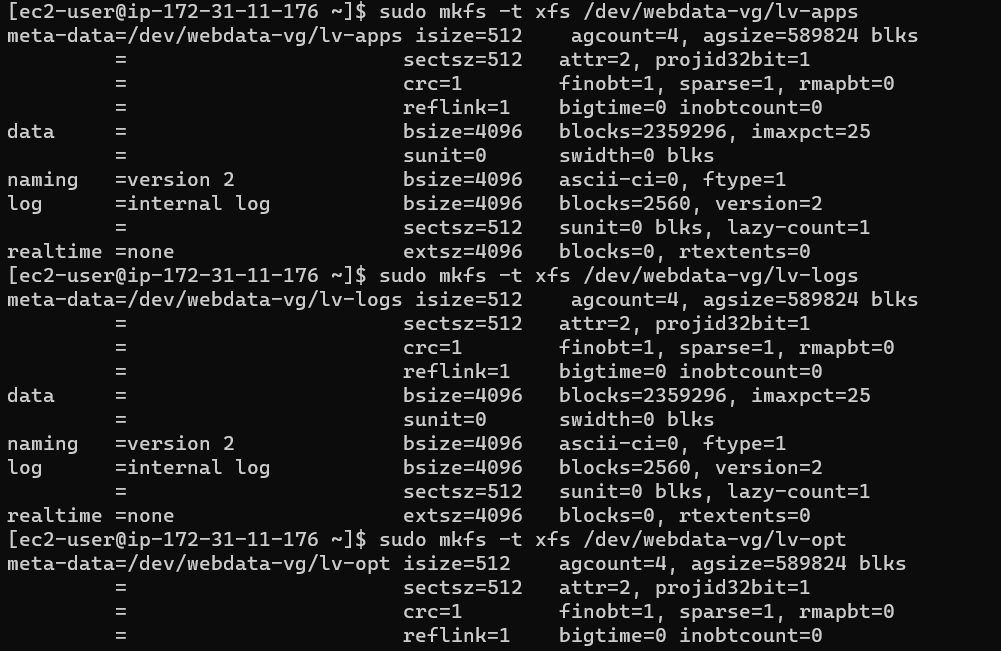 [ec2-user@ip-172-31-11-176 ~]$ sudo mkfs -t xfs /dev/webdata-vg/lv-apps
meta-data=/dev/webdata-vg/lv-apps isize=512    agcount=4, agsize=589824 blks
         =                       sectsz=512   attr=2, projid32bit=1
         =                       crc=1        finobt=1, sparse=1, rmapbt=0
         =                       reflink=1    bigtime=0 inobtcount=0
data     =                       bsize=4096   blocks=2359296, imaxpct=25
         =                       sunit=0      swidth=0 blks
naming   =version 2              bsize=4096   ascii-ci=0, ftype=1
log      =internal log           bsize=4096   blocks=2560, version=2
         =                       sectsz=512   sunit=0 blks, lazy-count=1
realtime =none                   extsz=4096   blocks=0, rtextents=0
[ec2-user@ip-172-31-11-176 ~]$ sudo mkfs -t xfs /dev/webdata-vg/lv-logs
meta-data=/dev/webdata-vg/lv-logs isize=512    agcount=4, agsize=589824 blks
         =                       sectsz=512   attr=2, projid32bit=1
         =                       crc=1        finobt=1, sparse=1, rmapbt=0
         =                       reflink=1    bigtime=0 inobtcount=0
data     =                       bsize=4096   blocks=2359296, imaxpct=25
         =                       sunit=0      swidth=0 blks
naming   =version 2              bsize=4096   ascii-ci=0, ftype=1
log      =internal log           bsize=4096   blocks=2560, version=2
         =                       sectsz=512   sunit=0 blks, lazy-count=1
realtime =none                   extsz=4096   blocks=0, rtextents=0
[ec2-user@ip-172-31-11-176 ~]$ sudo mkfs -t xfs /dev/webdata-vg/lv-opt
meta-data=/dev/webdata-vg/lv-opt isize=512    agcount=4, agsize=589824 blks
         =                       sectsz=512   attr=2, projid32bit=1
         =                       crc=1        finobt=1, sparse=1, rmapbt=0
         =                       reflink=1    bigtime=0 inobtcount=0